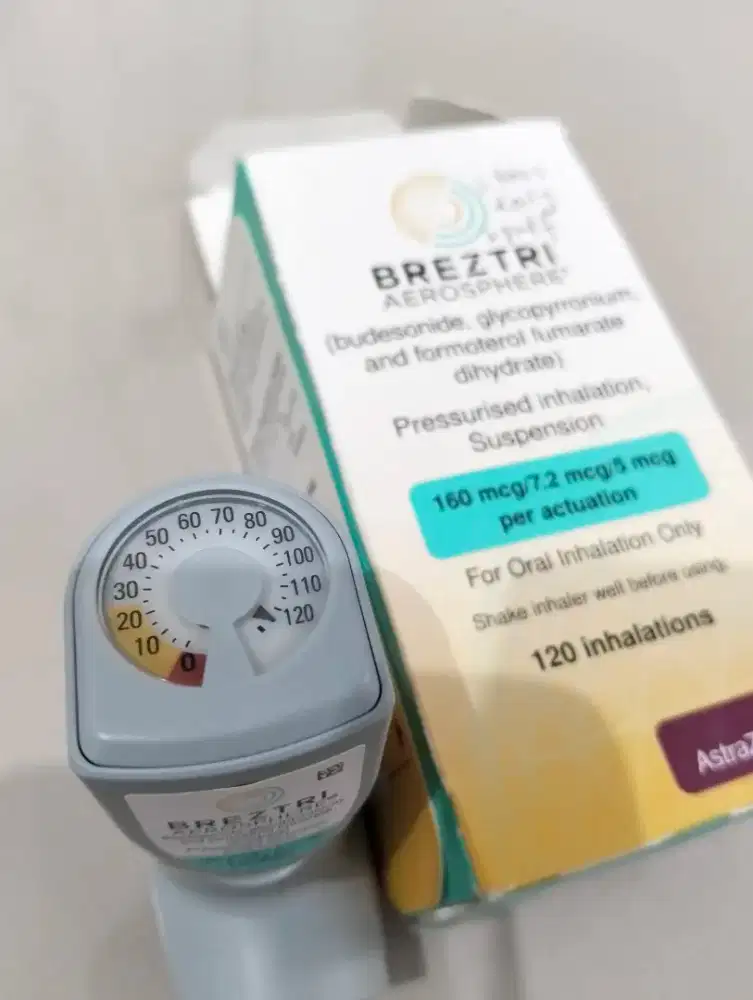 BREZTRI
AEROSPHERE
(budesonide, glycopyrronium,
and formoterol fumarate
dihydrate)
Pressurised inhalation,
Suspension
160 mcg/7.2 mcg/5 mcg
per actuation
For Oral Inhalation Only
Shake inhaler well before using.
120 inhalations
AstraZ
0
10
20
30
40
50
60
70
80
90
100
110
120
BREZTRI
AEROSPHERE